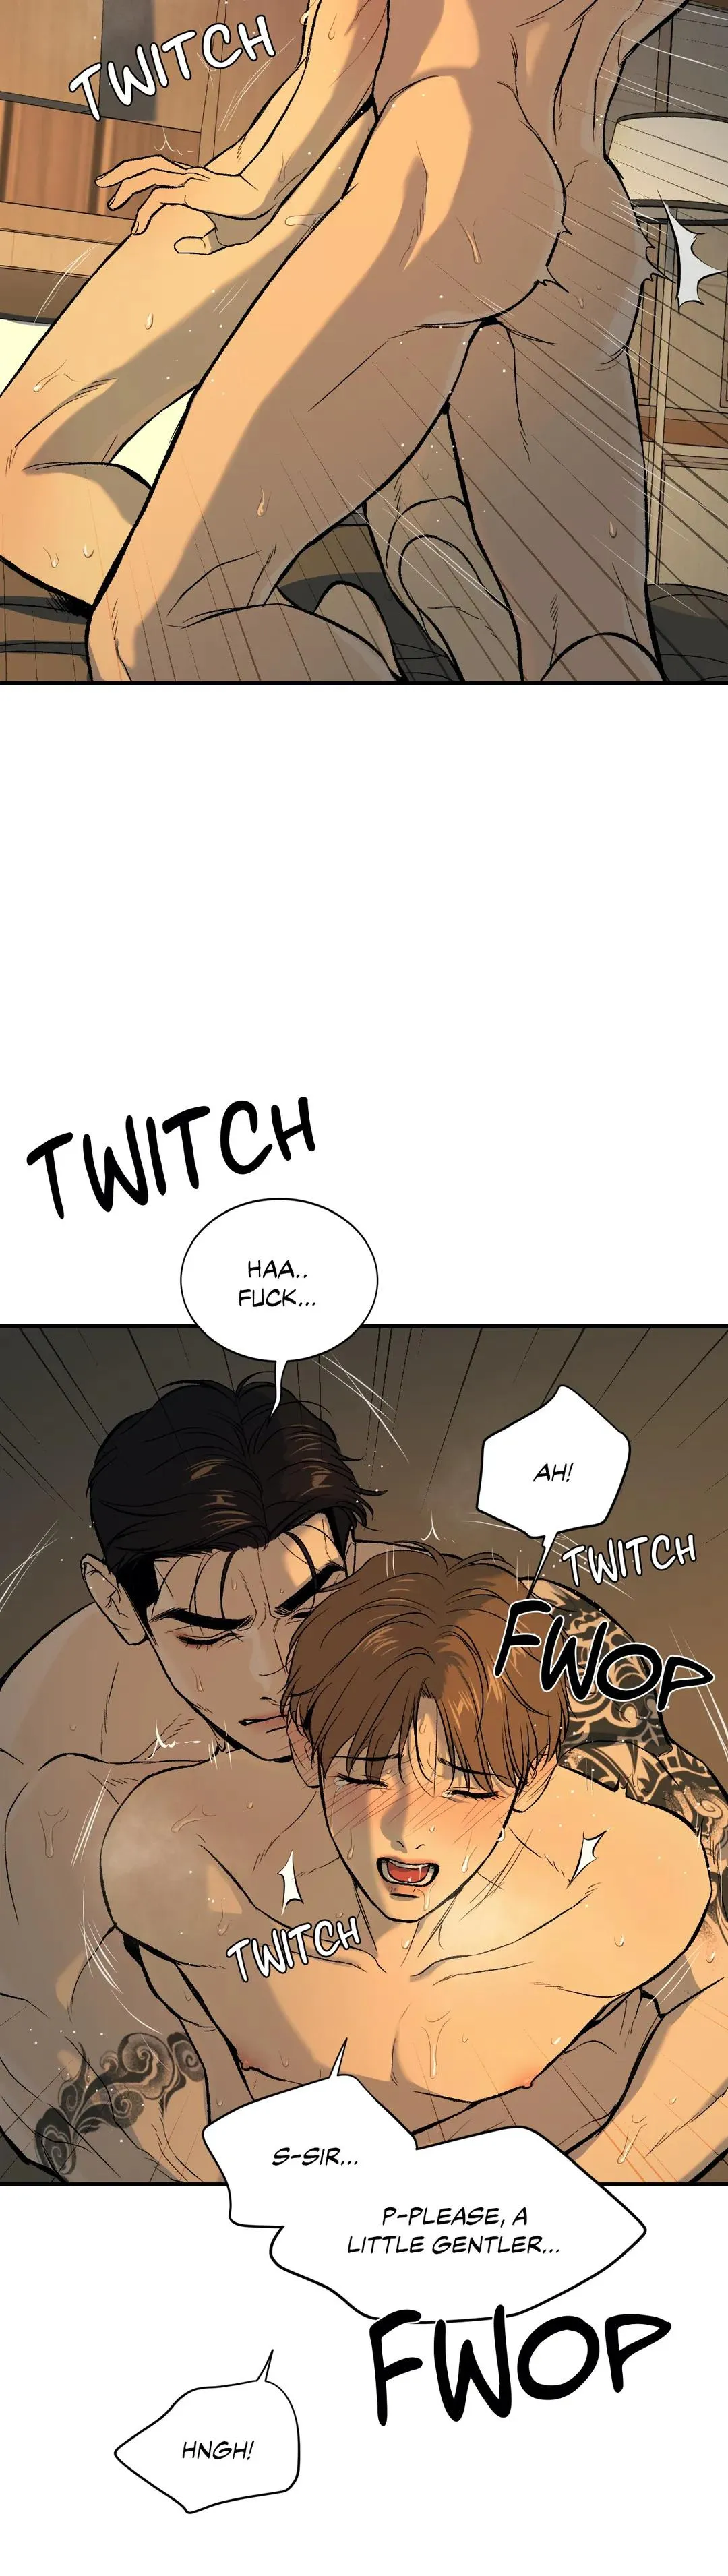 TWITCH
TWITCH
HAA..
FUCK...
AH!
TWITCH
FWOP
TWITCH
S-SIR...
P-PLEASE, A
LITTLE GENTLER...
FWOP
HNGH!